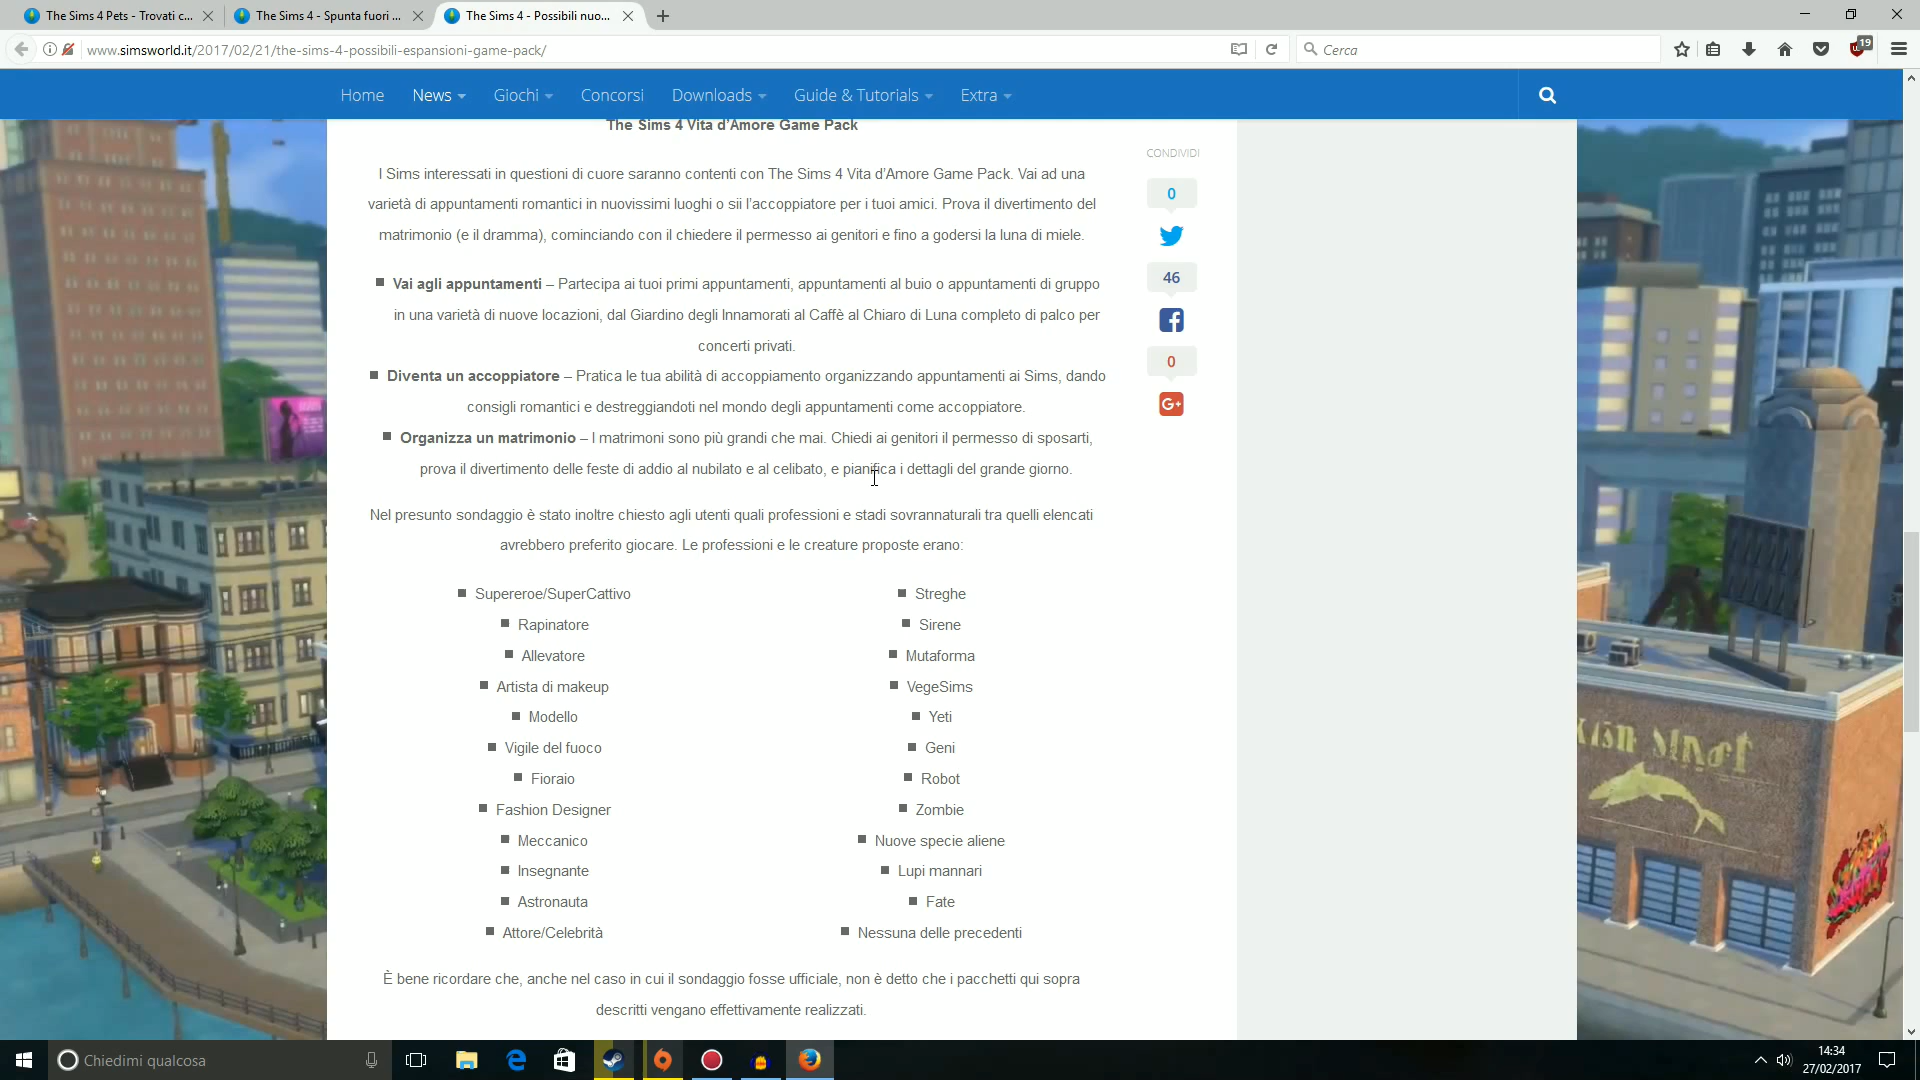 The Sims 4 Pets - Trovati c...
The Sims 4 - Spunta fuori ...
The Sims 4 - Possibili nuo...
www.simsworld.it/2017/02/21/the-sims-4-possibili-espansioni-game-pack/
Cerca
19
Home
News
Giochi
Concorsi
Downloads
Guide & Tutorials
Extra
The Sims 4 Vita d'Amore Game Pack
I Sims interessati in questioni di cuore saranno contenti con The Sims 4 Vita d'Amore Game Pack. Vai ad una
varietà di appuntamenti romantici in nuovissimi luoghi o sii l'accoppiatore per i tuoi amici. Prova il divertimento del
matrimonio (e il dramma), cominciando con il chiedere il permesso ai genitori e fino a godersi la luna di miele.
Vai agli appuntamenti – Partecipa ai tuoi primi appuntamenti, appuntamenti al buio o appuntamenti di gruppo
in una varietà di nuove locazioni, dal Giardino degli Innamorati al Caffè al Chiaro di Luna completo di palco per
concerti privati.
Diventa un accoppiatore – Pratica le tua abilità di accoppiamento organizzando appuntamenti ai Sims, dando
consigli romantici e destreggiandoti nel mondo degli appuntamenti come accoppiatore.
Organizza un matrimonio – I matrimoni sono più grandi che mai. Chiedi ai genitori il permesso di sposarti,
prova il divertimento delle feste di addio al nubilato e al celibato, e pianifica i dettagli del grande giorno.
Nel presunto sondaggio è stato inoltre chiesto agli utenti quali professioni e stadi sovrannaturali tra quelli elencati
avrebbero preferito giocare. Le professioni e le creature proposte erano:
Supereroe/SuperCattivo
Rapinatore
Allevatore
Artista di makeup
Modello
Vigile del fuoco
Fioraio
Fashion Designer
Meccanico
Insegnante
Astronauta
Attore/Celebrità
Streghe
Sirene
Mutaforma
VegeSims
Yeti
Geni
Robot
Zombie
Nuove specie aliene
Lupi mannari
Fate
Nessuna delle precedenti
È bene ricordare che, anche nel caso in cui il sondaggio fosse ufficiale, non è detto che i pacchetti qui sopra
descritti vengano effettivamente realizzati.
CONDIVIDI
0
46
0
G+
Chiedimi qualcosa
14:34
27/02/2017